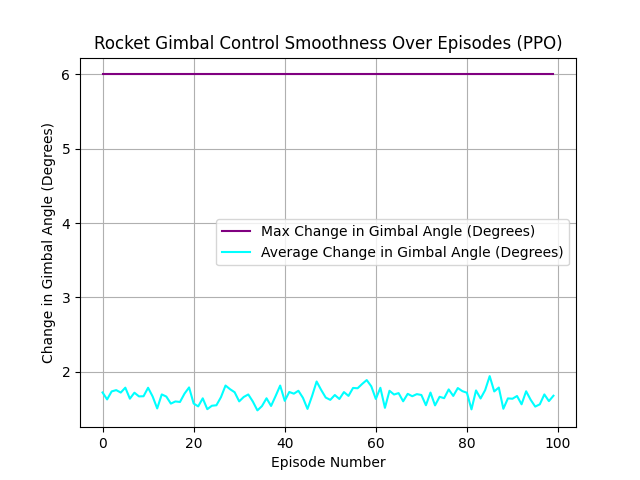 Rocket Gimbal Control Smoothness Over Episodes (PPO)
6
5
4
3
2
Change in Gimbal Angle (Degrees)
Max Change in Gimbal Angle (Degrees)
Average Change in Gimbal Angle (Degrees)
0 20 40 60 80 100
Episode Number